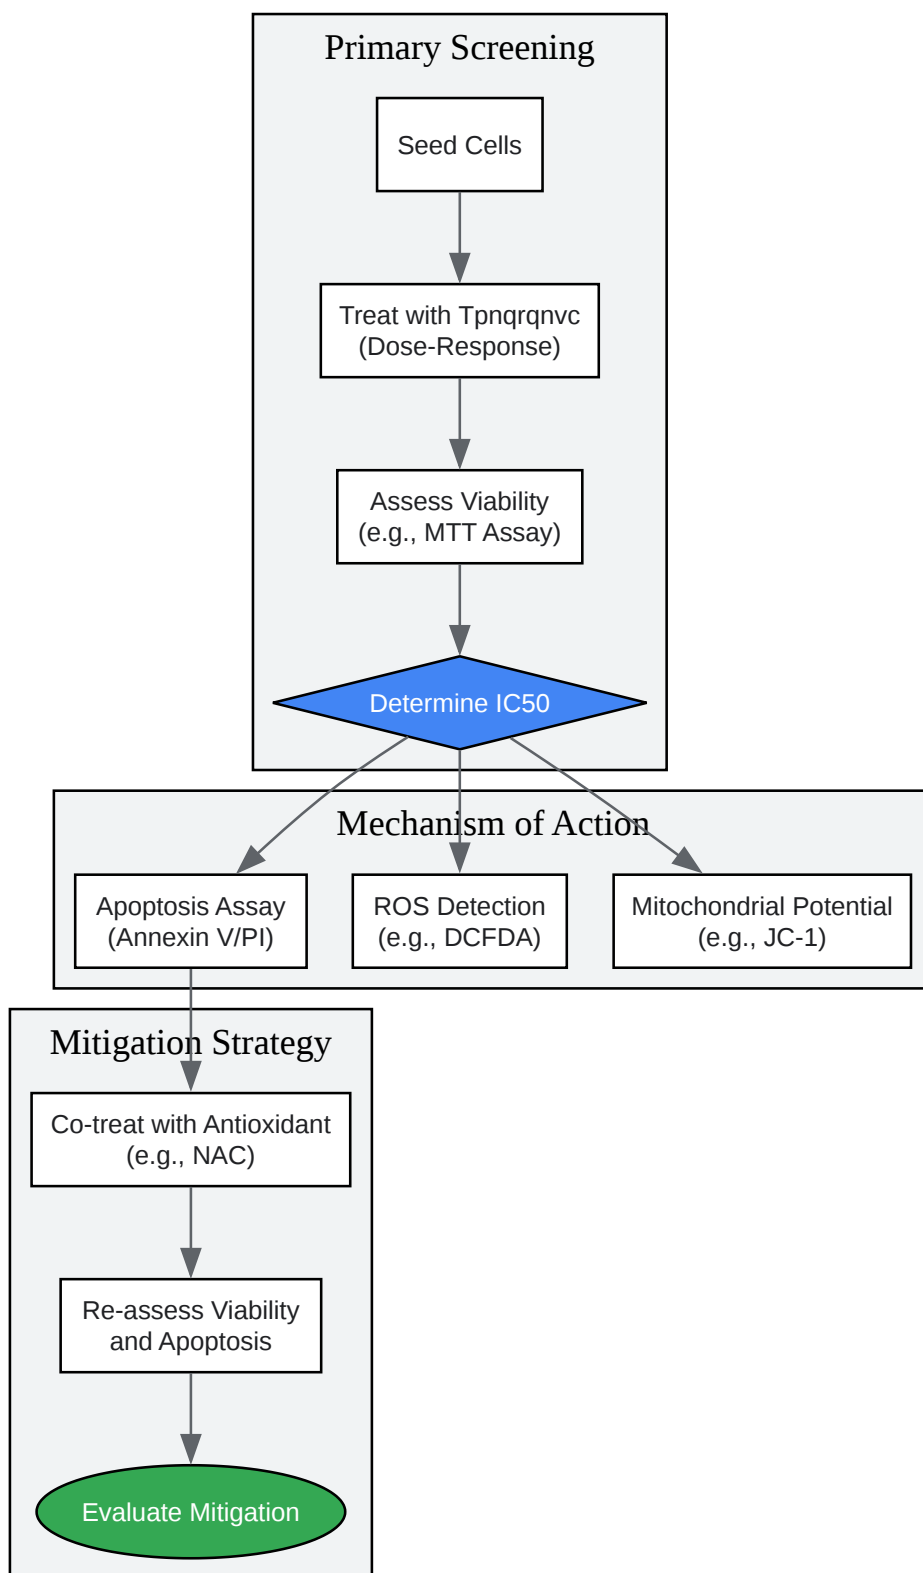 Primary Screening
Seed Cells
Treat with Tpnqrqnvc
(Dose-Response)
Assess Viability
(e.g., MTT Assay)
Determine IC50
Mechanism of Action
Apoptosis Assay
(Annexin V/PI)
ROS Detection
(e.g., DCFDA)
Mitochondrial Potential
(e.g., JC-1)
Mitigation Strategy
Co-treat with Antioxidant
(e.g., NAC)
Re-assess Viability
and Apoptosis
Evaluate Mitigation